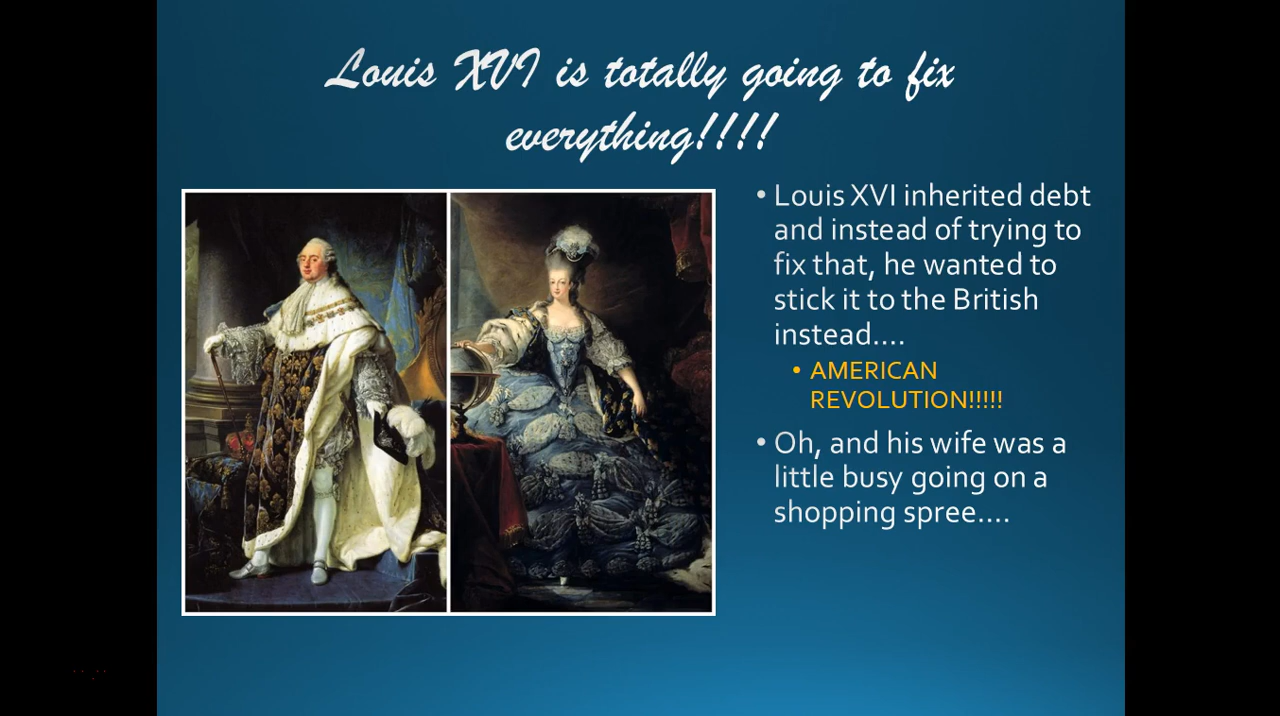 Louis XVI is totally going to fix
everything!!!!
• Louis XVI inherited debt
and instead of trying to
fix that, he wanted to
stick it to the British
instead....
• AMERICAN
REVOLUTION!!!!!
• Oh, and his wife was a
little busy going on a
shopping spree....